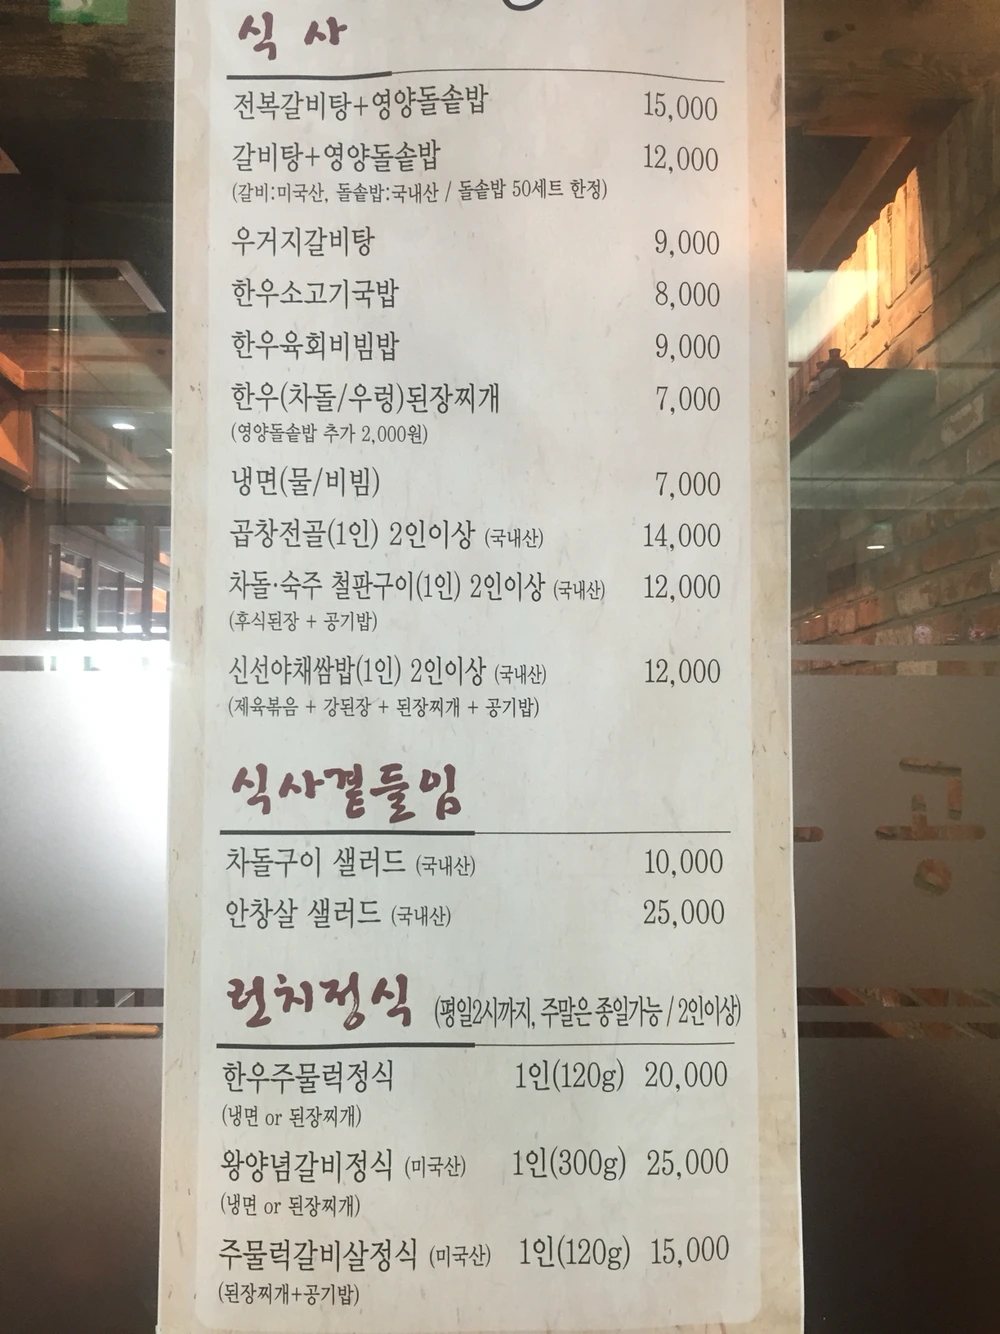 식 사
전복갈비탕+영양돌솥밥 15,000
갈비탕+영양돌솥밥 12,000
(갈비:미국산, 돌솥밥:국내산 / 돌솥밥 50세트 한정)
우거지갈비탕 9,000
한우소고기국밥 8,000
한우육회비빔밥 9,000
한우(차돌/우렁)된장찌개 7,000
(영양돌솥밥 추가 2,000원)
냉면(물/비빔) 7,000
곱창전골(1인) 2인이상 (국내산) 14,000
차돌·숙주 철판구이(1인) 2인이상 (국내산) 12,000
(후식된장 + 공기밥)
신선야채쌈밥(1인) 2인이상 (국내산) 12,000
(제육볶음 + 강된장 + 된장찌개 + 공기밥)
식사곁들임
차돌구이 샐러드 (국내산) 10,000
안창살 샐러드 (국내산) 25,000
런치정식 (평일2시까지, 주말은 종일가능 / 2인이상)
한우주물럭정식 1인(120g) 20,000
(냉면 or 된장찌개)
왕양념갈비정식 (미국산) 1인(300g) 25,000
(냉면 or 된장찌개)
주물럭갈비살정식 (미국산) 1인(120g) 15,000
(된장찌개+공기밥)